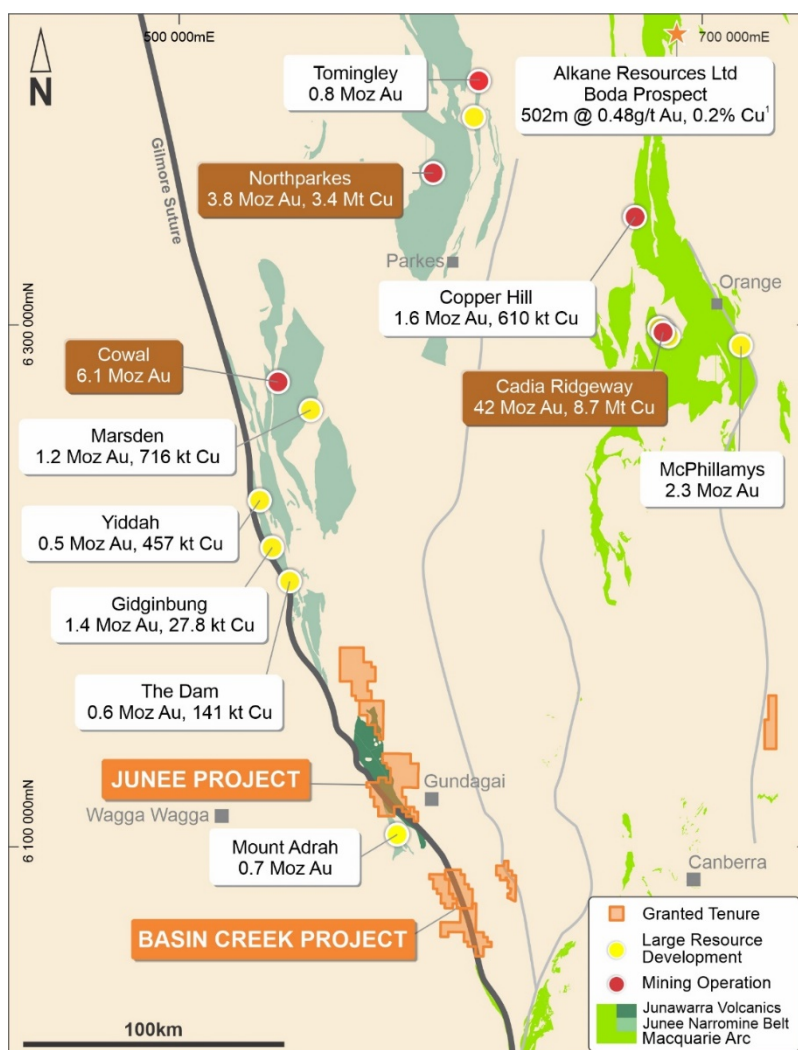 500 000mE
700 000mE
N
Tomingley
0.8 Moz Au
Alkane Resources Ltd
Boda Prospect
502m @ 0.48g/t Au, 0.2% Cu¹
Gilmore Suture
Northparkes
3.8 Moz Au, 3.4 Mt Cu
Parkes
Copper Hill
1.6 Moz Au, 610 kt Cu
Orange
6 300 000mN
Cowal
6.1 Moz Au
Cadia Ridgeway
42 Moz Au, 8.7 Mt Cu
Marsden
1.2 Moz Au, 716 kt Cu
McPhillamys
2.3 Moz Au
Yiddah
0.5 Moz Au, 457 kt Cu
Gidginbung
1.4 Moz Au, 27.8 kt Cu
The Dam
0.6 Moz Au, 141 kt Cu
JUNEE PROJECT
Gundagai
Wagga Wagga
6 100 000mN
Mount Adrah
0.7 Moz Au
Canberra
BASIN CREEK PROJECT
Granted Tenure
Large Resource
Development
Mining Operation
Junawarra Volcanics
Junee Narromine Belt
Macquarie Arc
100km